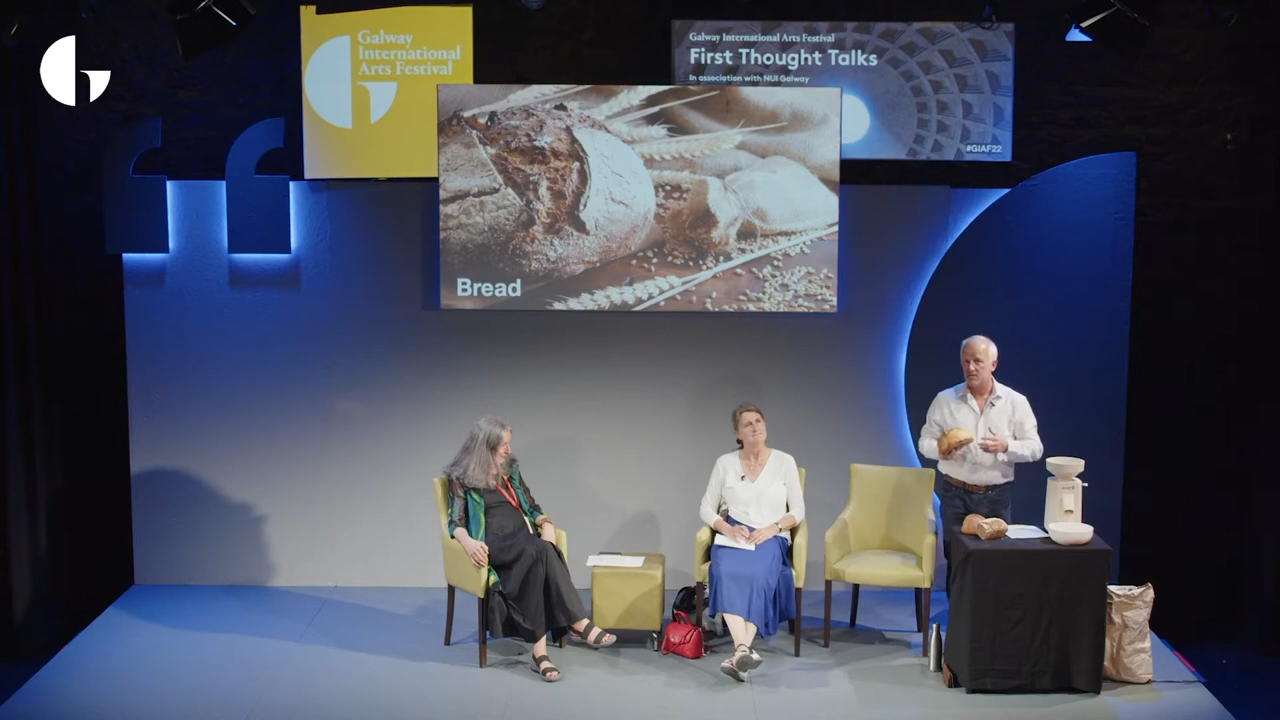 Galway
International
Arts Festival
Galway International Arts Festival
First Thought Talks
In association with NUI Galway
#GIAF22
Bread